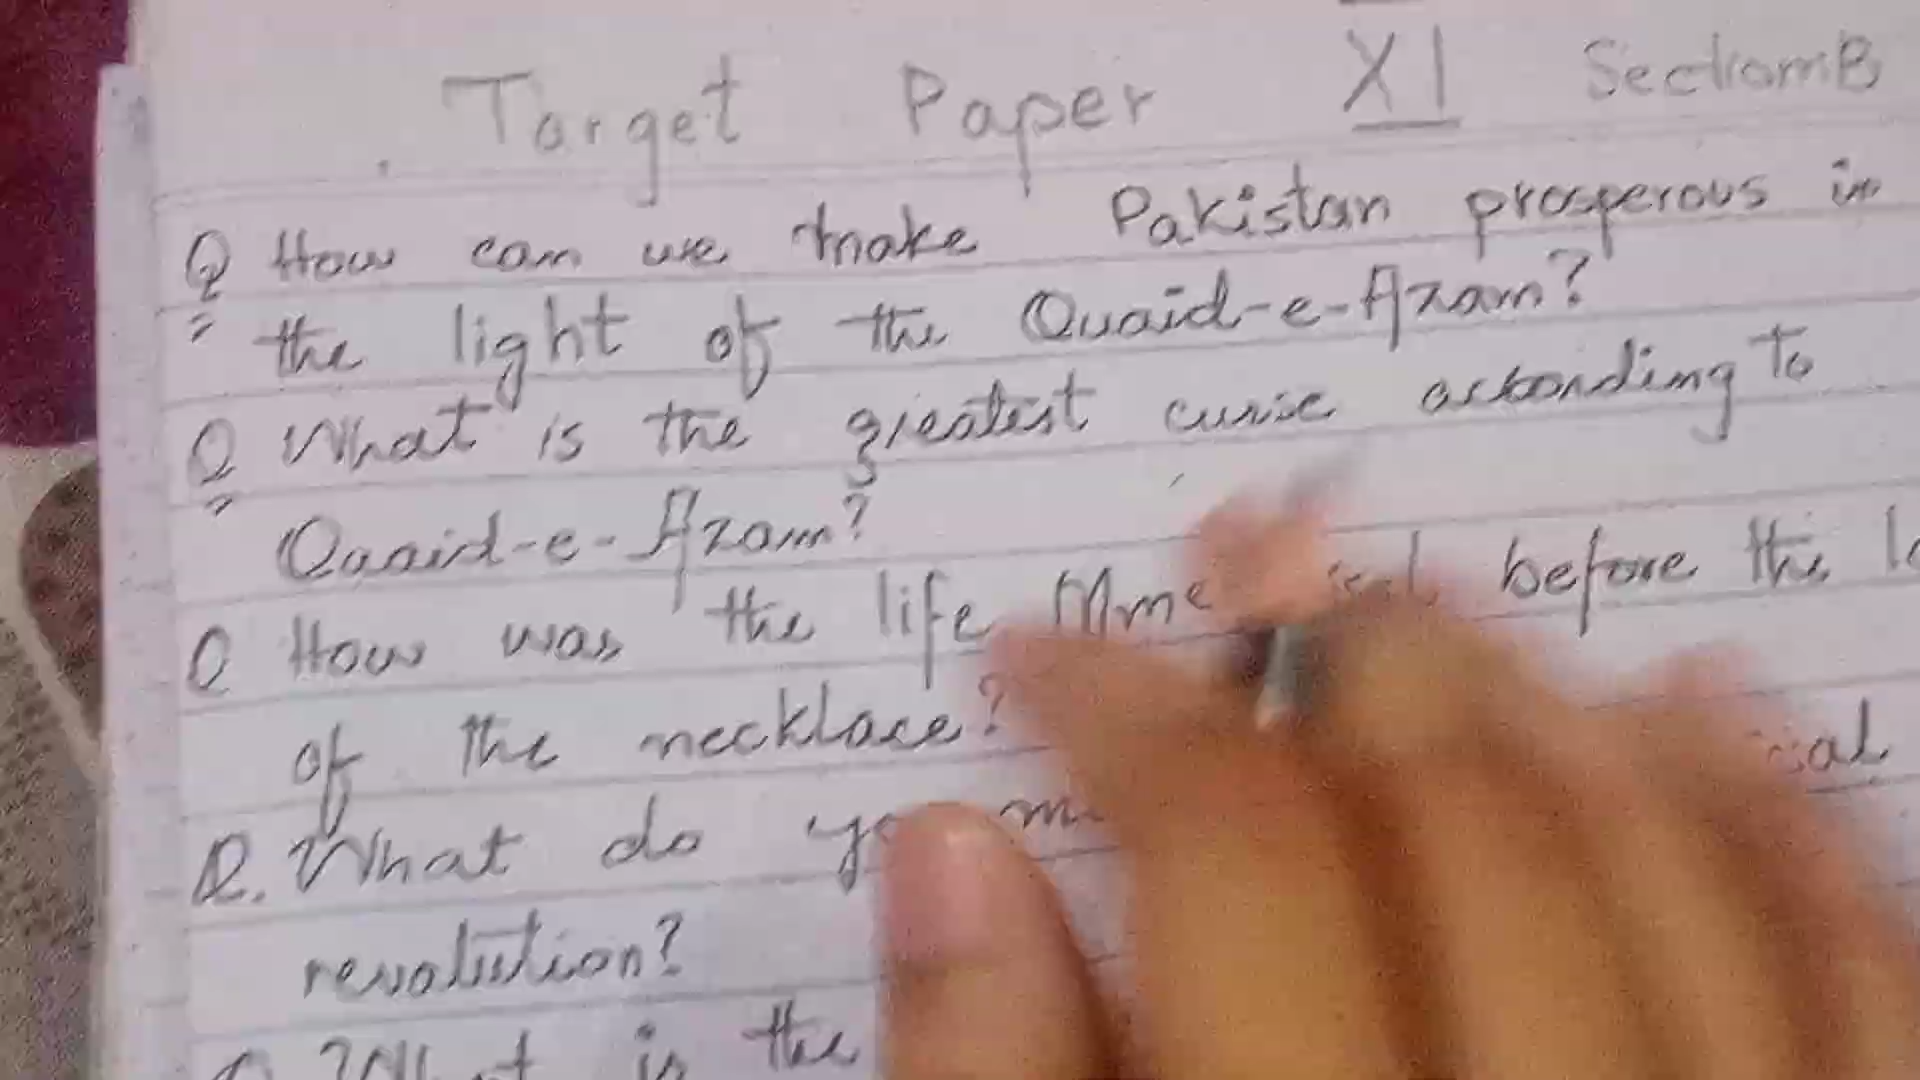 Target Paper XI Section B
Q How can we make Pakistan prosperous in
the light of the Quaid-e-Azam?
Q What is the greatest curse according to
Quaid-e-Azam?
Q How was the life Mme before the
of the necklace?
Q. What do
revolution?
is the